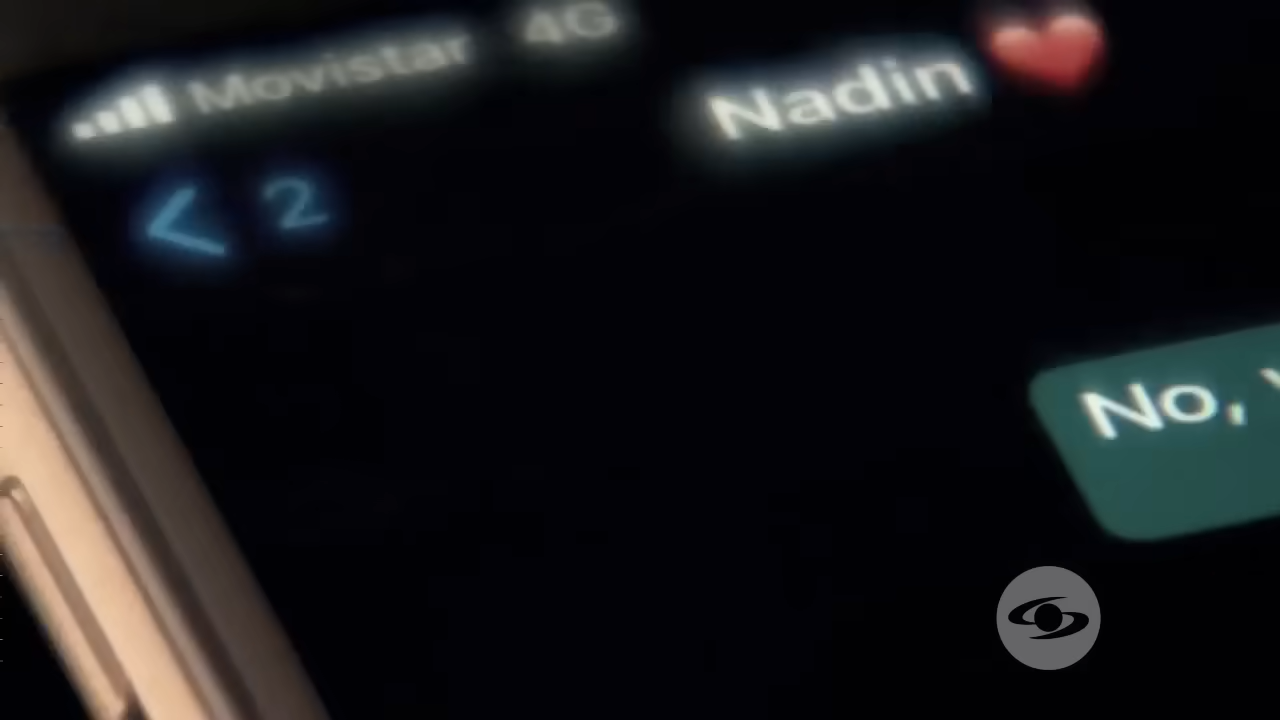 Movistar 4G
Nadin ❤️
< 2
No,